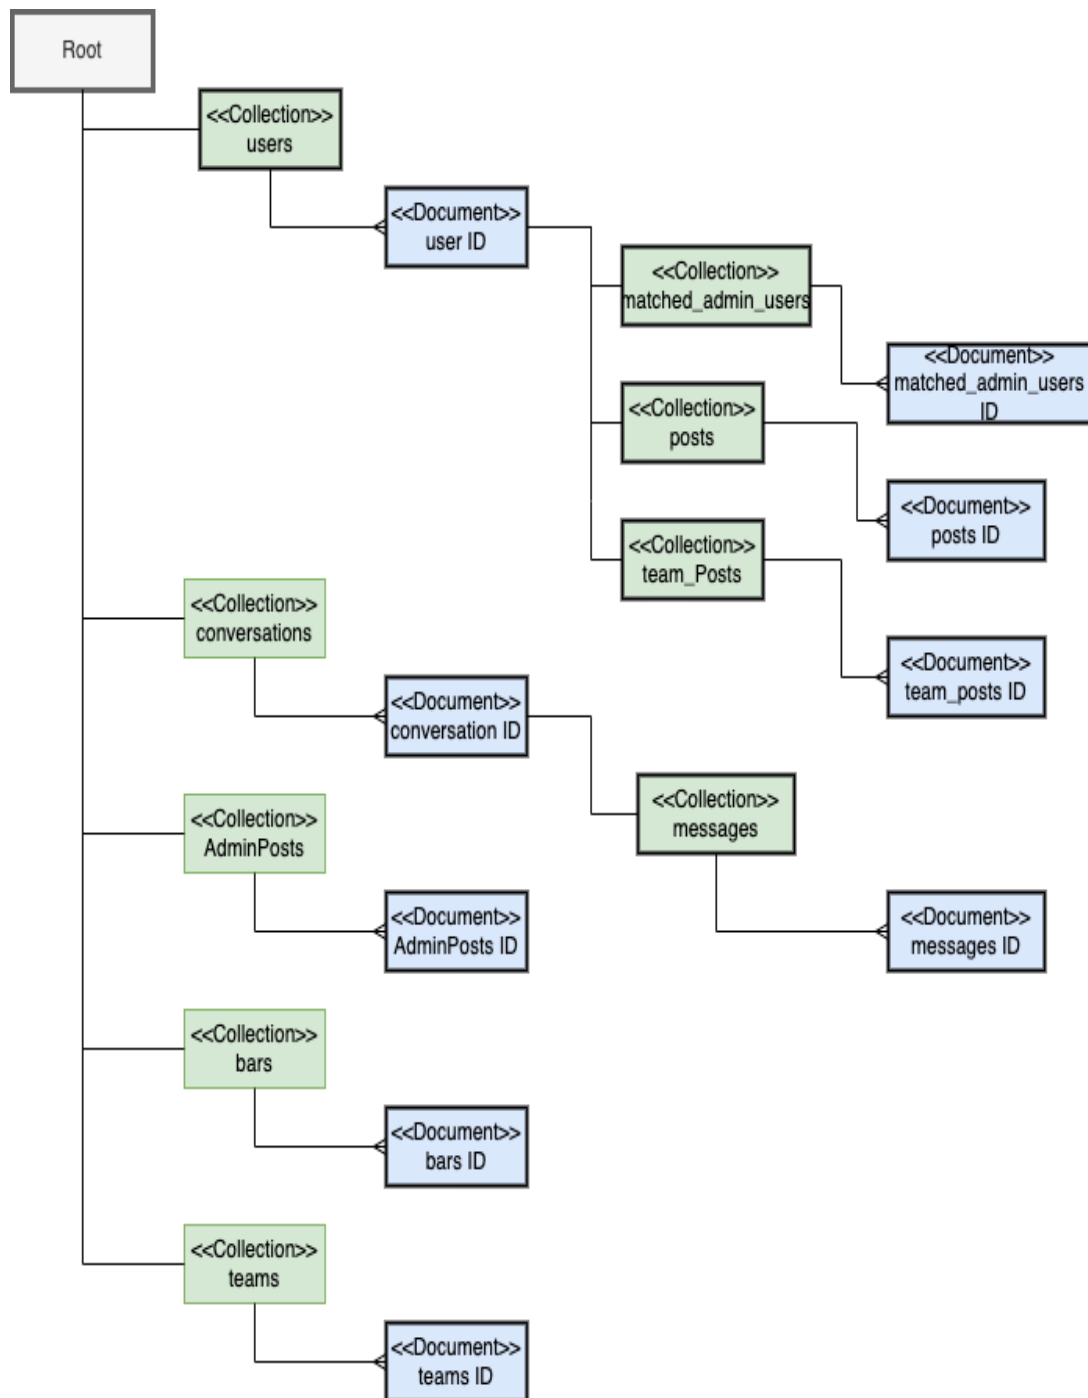 Root
<<Collection>>
users
<<Document>>
user ID
<<Collection>>
matched_admin_users
<<Document>>
matched_admin_users
ID
<<Collection>>
posts
<<Document>>
posts ID
<<Collection>>
team_Posts
<<Document>>
team_posts ID
<<Collection>>
conversations
<<Document>>
conversation ID
<<Collection>>
messages
<<Document>>
messages ID
<<Collection>>
AdminPosts
<<Document>>
AdminPosts ID
<<Collection>>
bars
<<Document>>
bars ID
<<Collection>>
teams
<<Document>>
teams ID